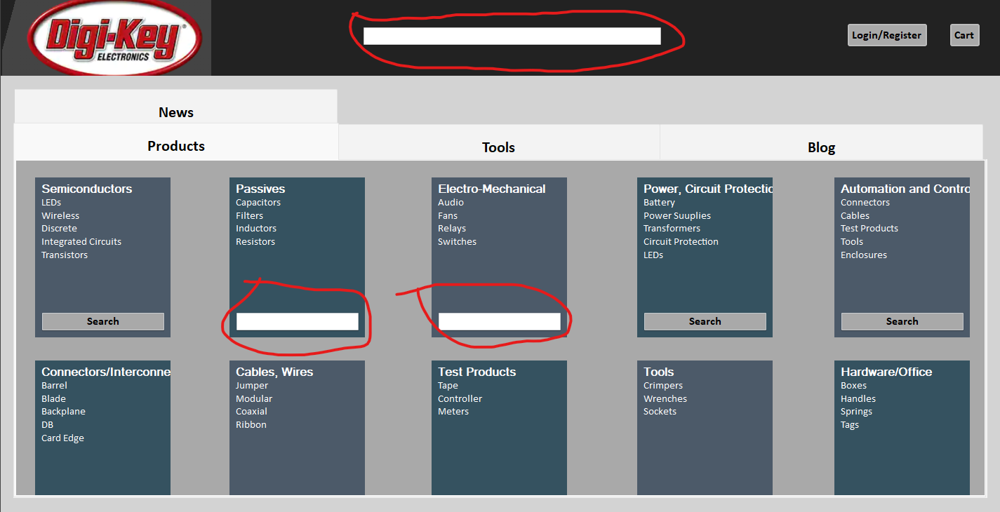 Digi-Key
ELECTRONICS
Login/Register
Cart
News
Products
Tools
Blog
Semiconductors
LEDs
Wireless
Discrete
Integrated Circuits
Transistors
Search
Passives
Capacitors
Filters
Inductors
Resistors
Electro-Mechanical
Audio
Fans
Relays
Switches
Power, Circuit Protectic
Battery
Power Suuplies
Transformers
Circuit Protection
LEDs
Search
Automation and Contro
Connectors
Cables
Test Products
Tools
Enclosures
Search
Connectors/Interconne
Barrel
Blade
Backplane
DB
Card Edge
Cables, Wires
Jumper
Modular
Coaxial
Ribbon
Test Products
Tape
Controller
Meters
Tools
Crimpers
Wrenches
Sockets
Hardware/Office
Boxes
Handles
Springs
Tags